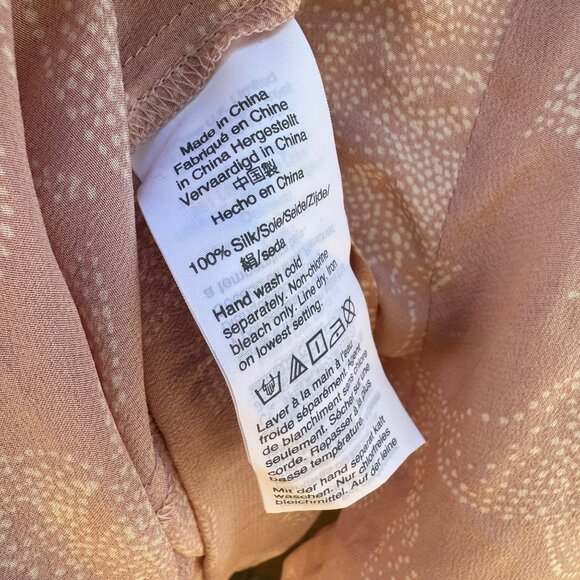 Made in China
Fabriqué en Chine
in China Hergestellt
Vervaardigd in China
中国製
Hecho en China
100% Silk/Soie/Seide/Zijde/
絹/seda
Hand wash cold
separately. Non-chlorine
bleach only. Line dry. Iron
on lowest setting.
Laver à la main à l'eau
froide séparément. Agent
de blanchiment sans chlore
seulement. Séchel sur une
corde. Repasser à la plus
basse température.
Mit der hand separat kalt
waschen. Nur chlorfreies
bleichmittel. Auf der leine